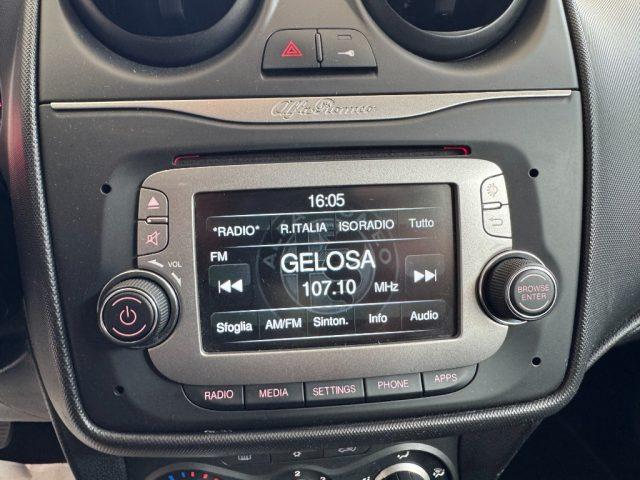 Alfa Romeo
16:05
*RADIO* R.ITALIA ISORADIO Tutto
FM
GELOSA
107.10 MHz
Sfoglia AM/FM Sinton. Info Audio
VOL
BROWSE
ENTER
RADIO MEDIA SETTINGS PHONE APPS